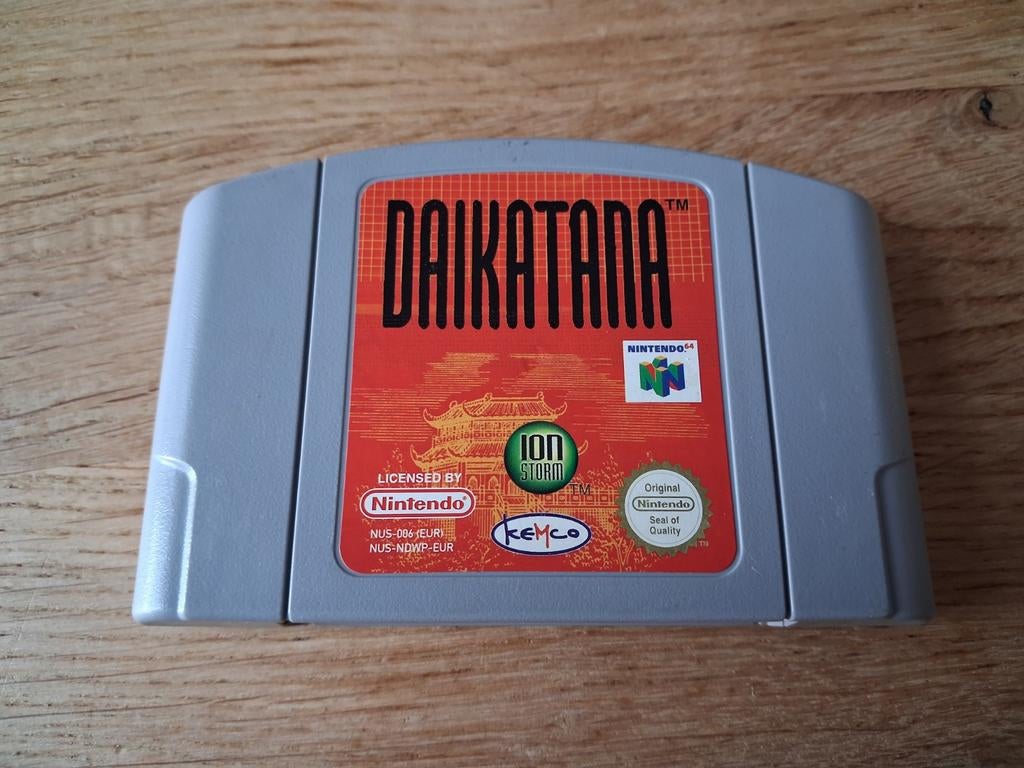 DAIKATANA™
NINTENDO64
ION
STORM
TM
LICENSED BY
Nintendo®
NUS-006 (EUR)
NUS-NDWP-EUR
KEMCO
Original
Nintendo
Seal of
Quality
TM